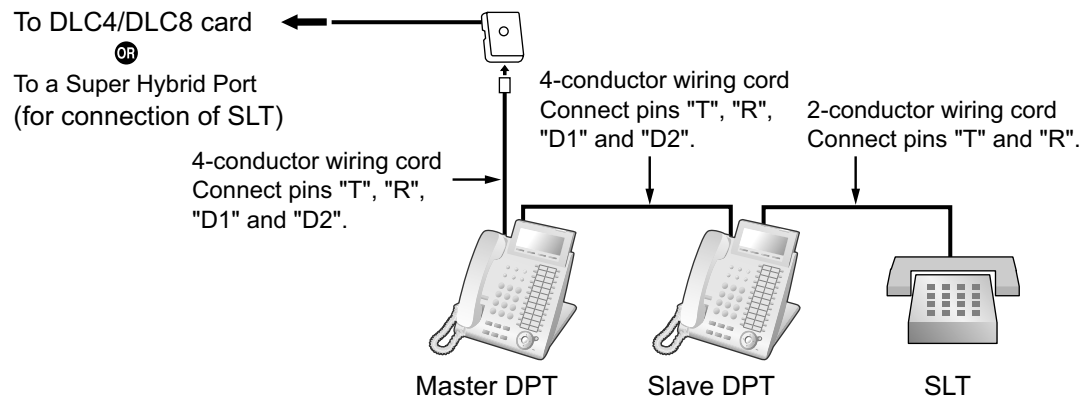 To DLC4/DLC8 card
OR
To a Super Hybrid Port
(for connection of SLT)
4-conductor wiring cord
Connect pins "T", "R",
"D1" and "D2".
4-conductor wiring cord
Connect pins "T", "R",
"D1" and "D2".
2-conductor wiring cord
Connect pins "T" and "R".
Master DPT
Slave DPT
SLT